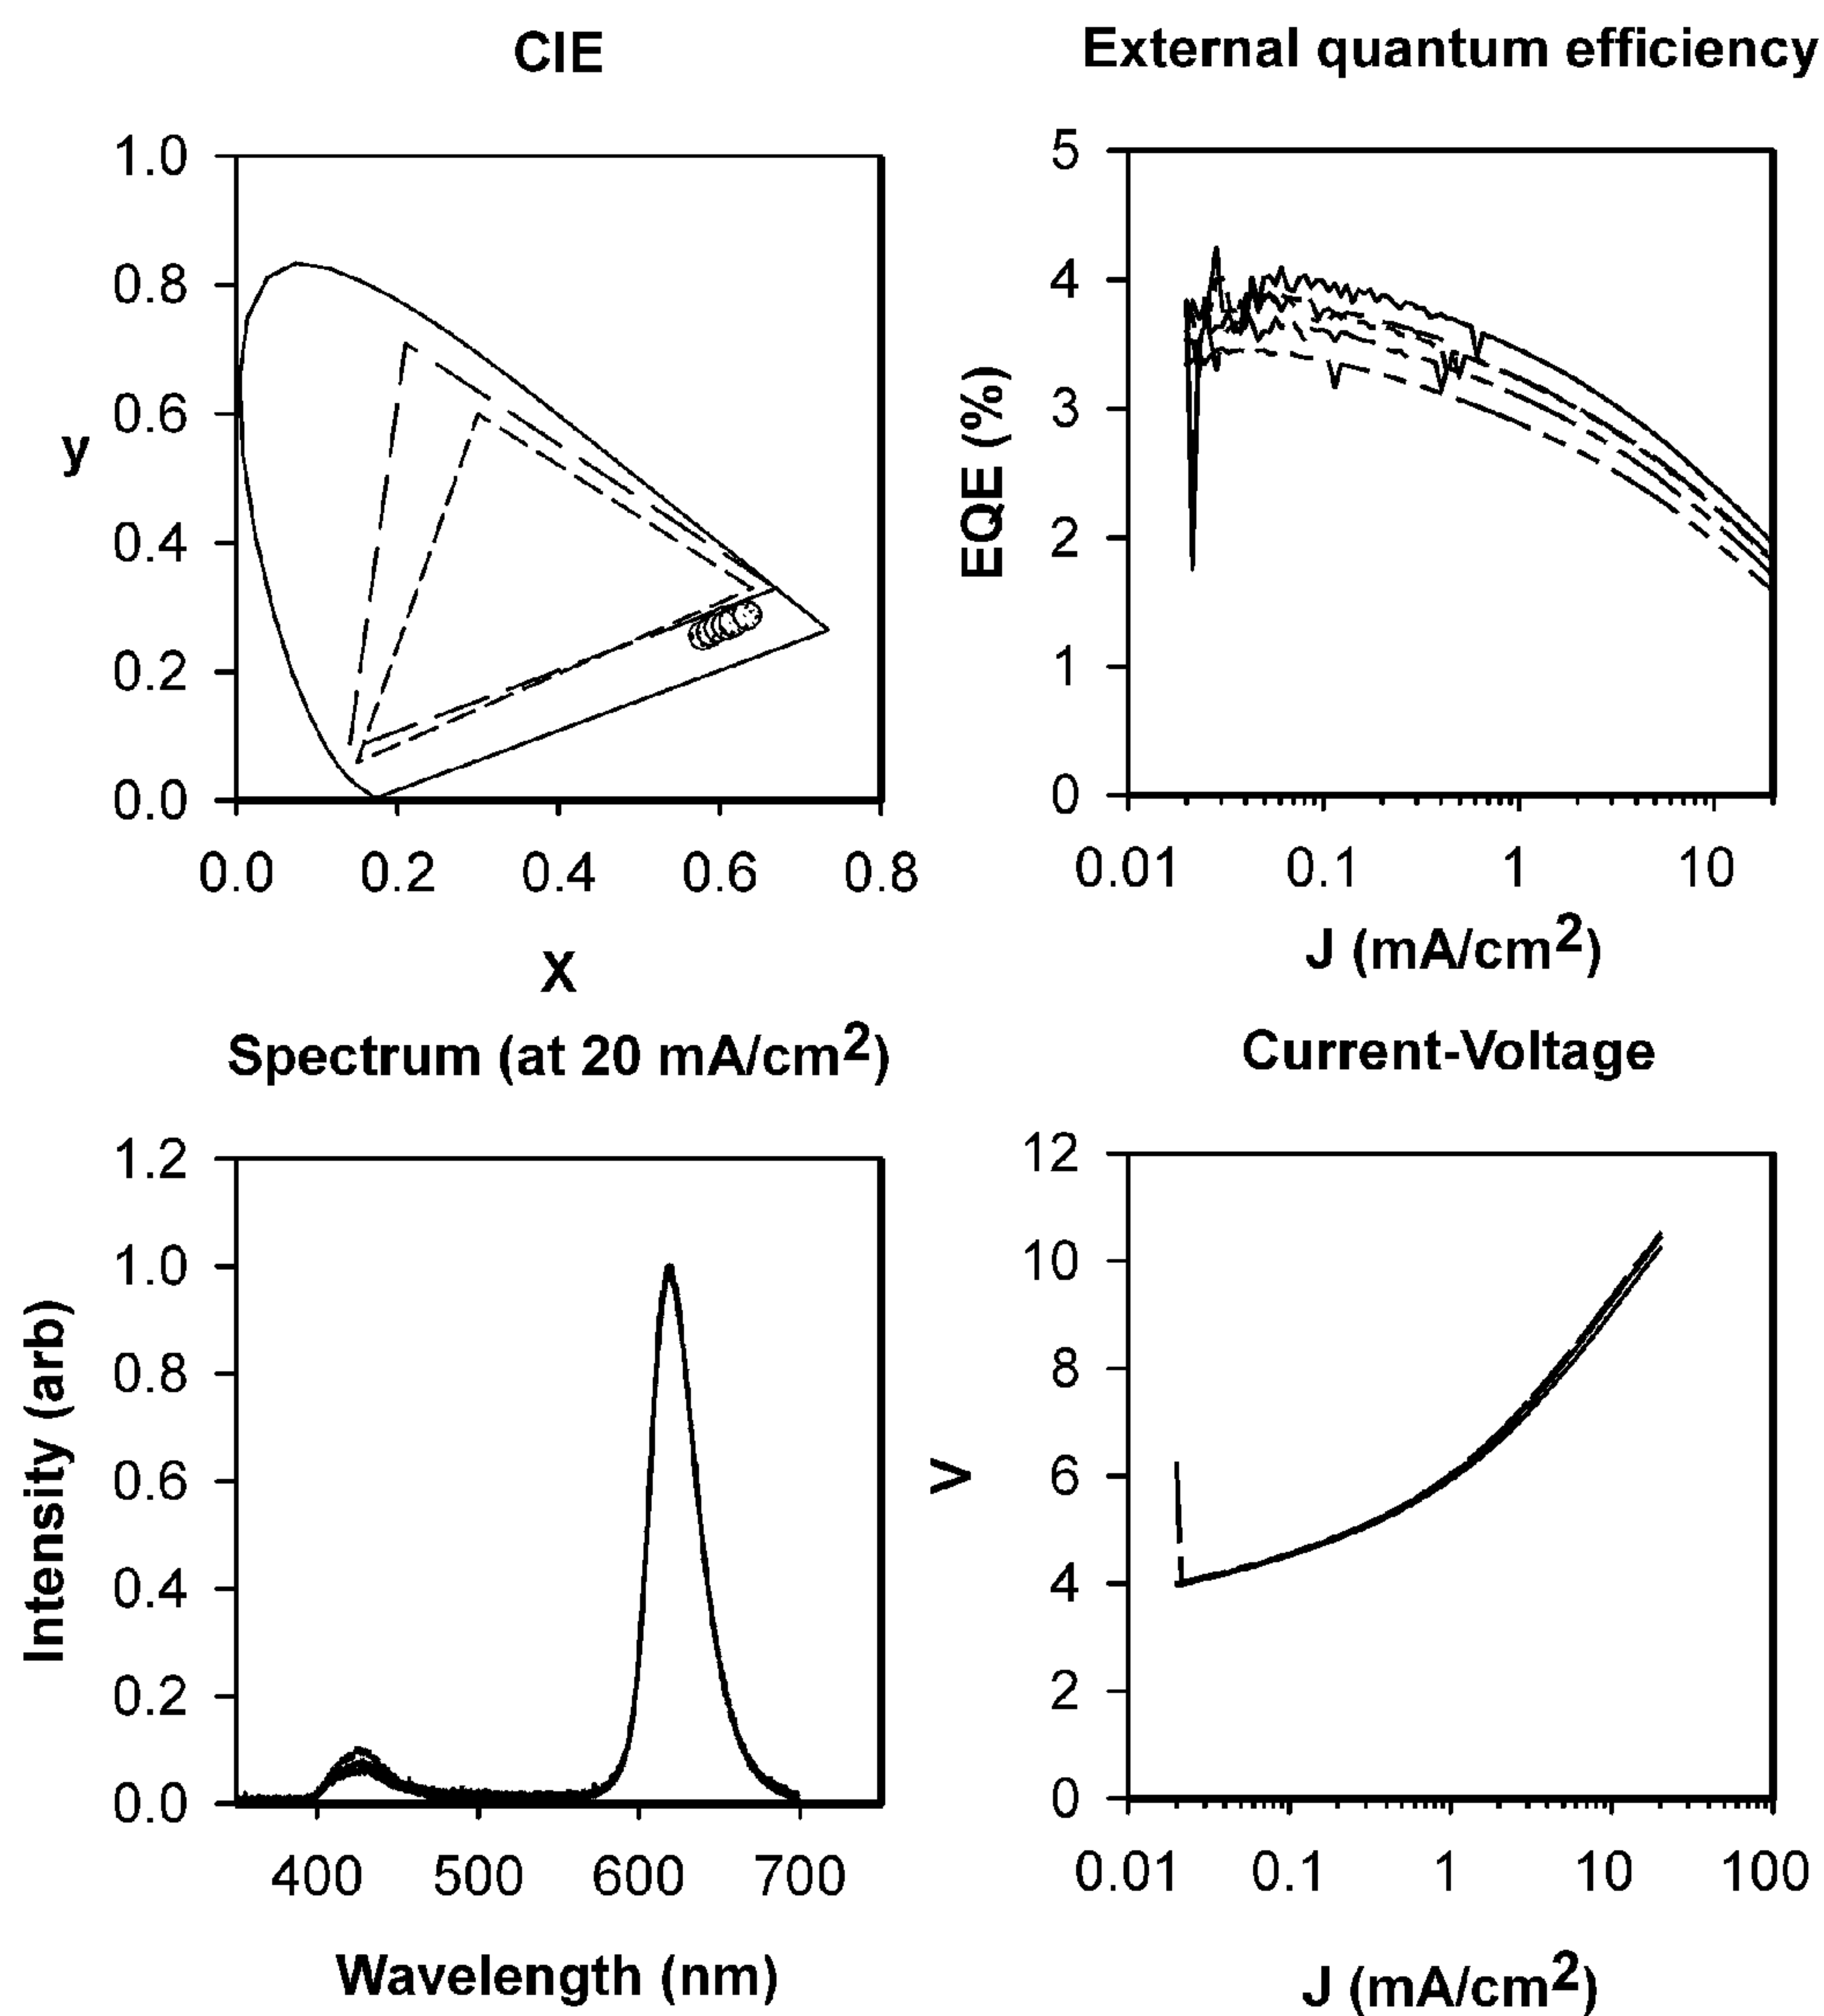 CIE
1.0
0.8
0.6
0.4
0.2
0.0
y
0.0 0.2 0.4 0.6 0.8
x
External quantum efficiency
5
4
3
2
1
0
EQE (%)
0.01 0.1 1 10
J (mA/cm²)
Spectrum (at 20 mA/cm²)
1.2
1.0
0.8
0.6
0.4
0.2
0.0
Intensity (arb)
400 500 600 700
Wavelength (nm)
Current-Voltage
12
10
8
6
4
2
0
V
0.01 0.1 1 10 100
J (mA/cm²)